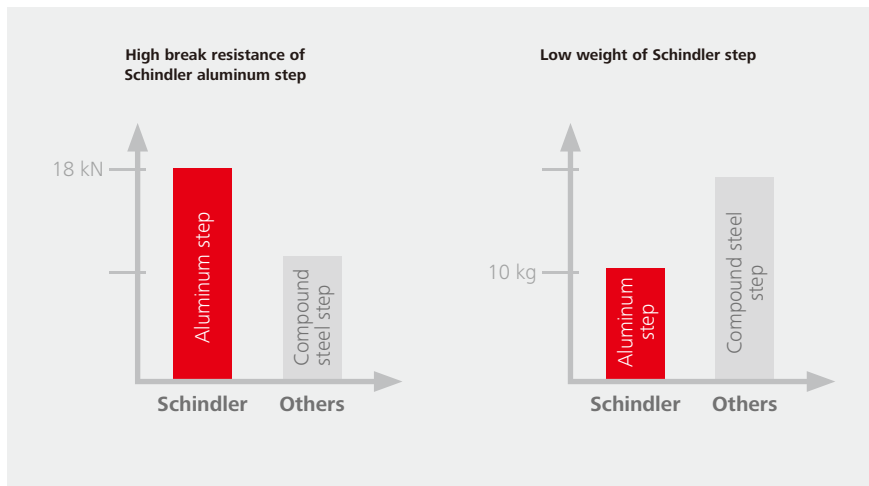 High break resistance of
Schindler aluminum step
18 kN
Aluminum step
Compound
steel step
Schindler
Others
Low weight of Schindler step
10 kg
Aluminum
step
Compound steel
step
Schindler
Others